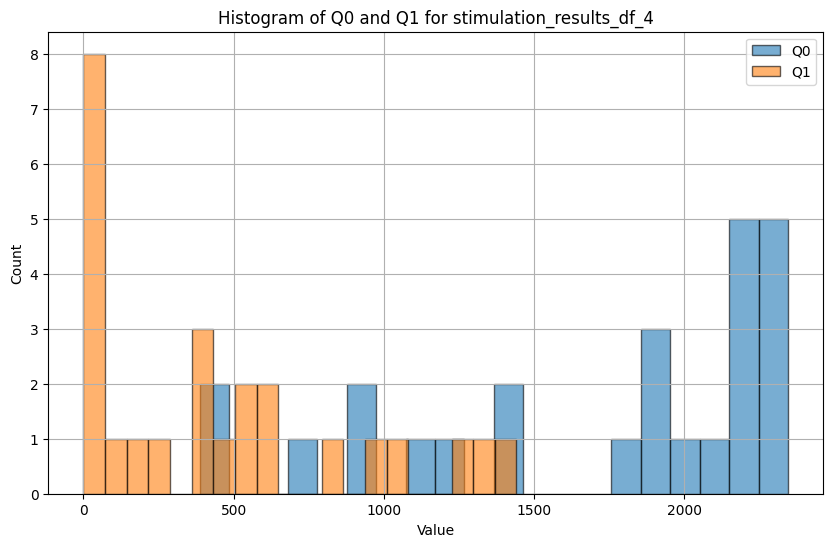 Histogram of Q0 and Q1 for stimulation_results_df_4
Q0
Q1
Count
8
7
6
5
4
3
2
1
0
0 500 1000 1500 2000
Value